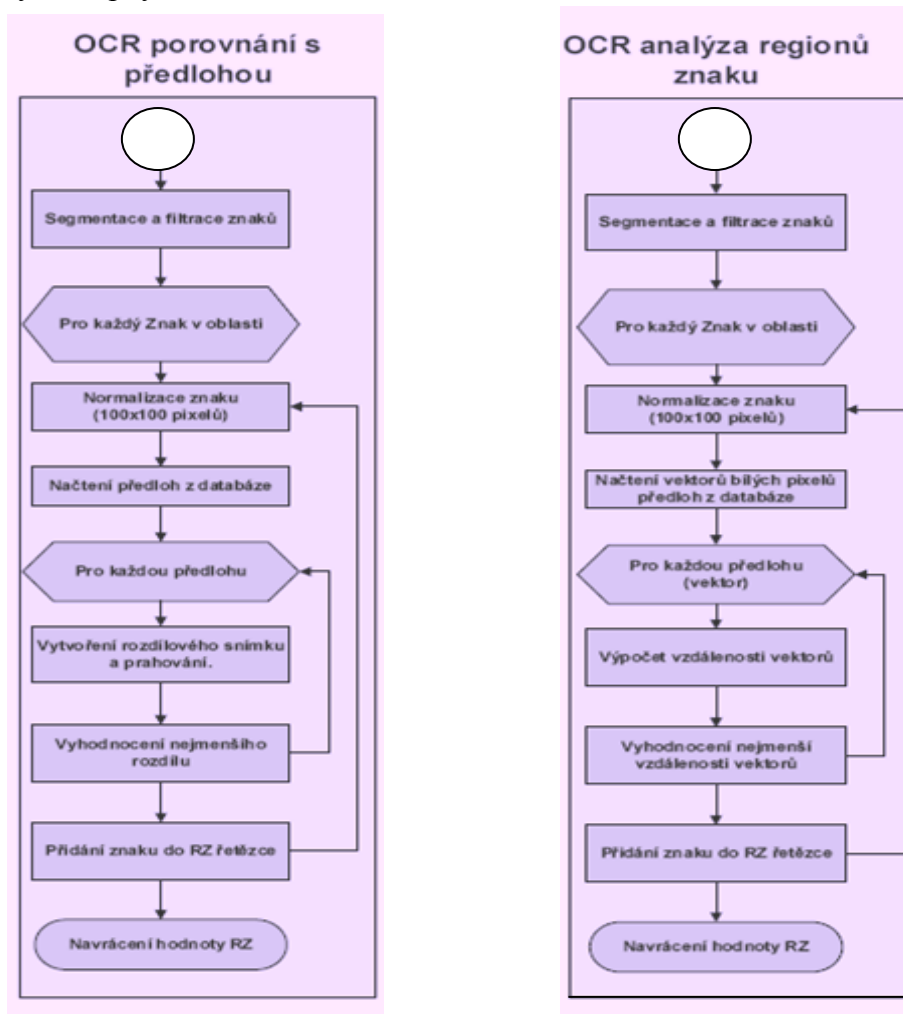 OCR porovnání s
předlohou
Segmentace a filtrace znaků
Pro každý Znak v oblasti
Normalizace znaku
(100x100 pixelů)
Načtení předloh z databáze
Pro každou předlohu
Vytvoření rozdílového snímku
a prahování.
Vyhodnocení nejmenšího
rozdílu
Přidání znaku do RZ řetězce
Navrácení hodnoty RZ
OCR analýza regionů
znaku
Segmentace a filtrace znaků
Pro každý Znak v oblasti
Normalizace znaku
(100x100 pixelů)
Načtení vektorů bílých pixelů
předloh z databáze
Pro každou předlohu
(vektor)
Výpočet vzdálenosti vektorů
Vyhodnocení nejmenší
vzdálenosti vektorů
Přidání znaku do RZ řetězce
Navrácení hodnoty RZ